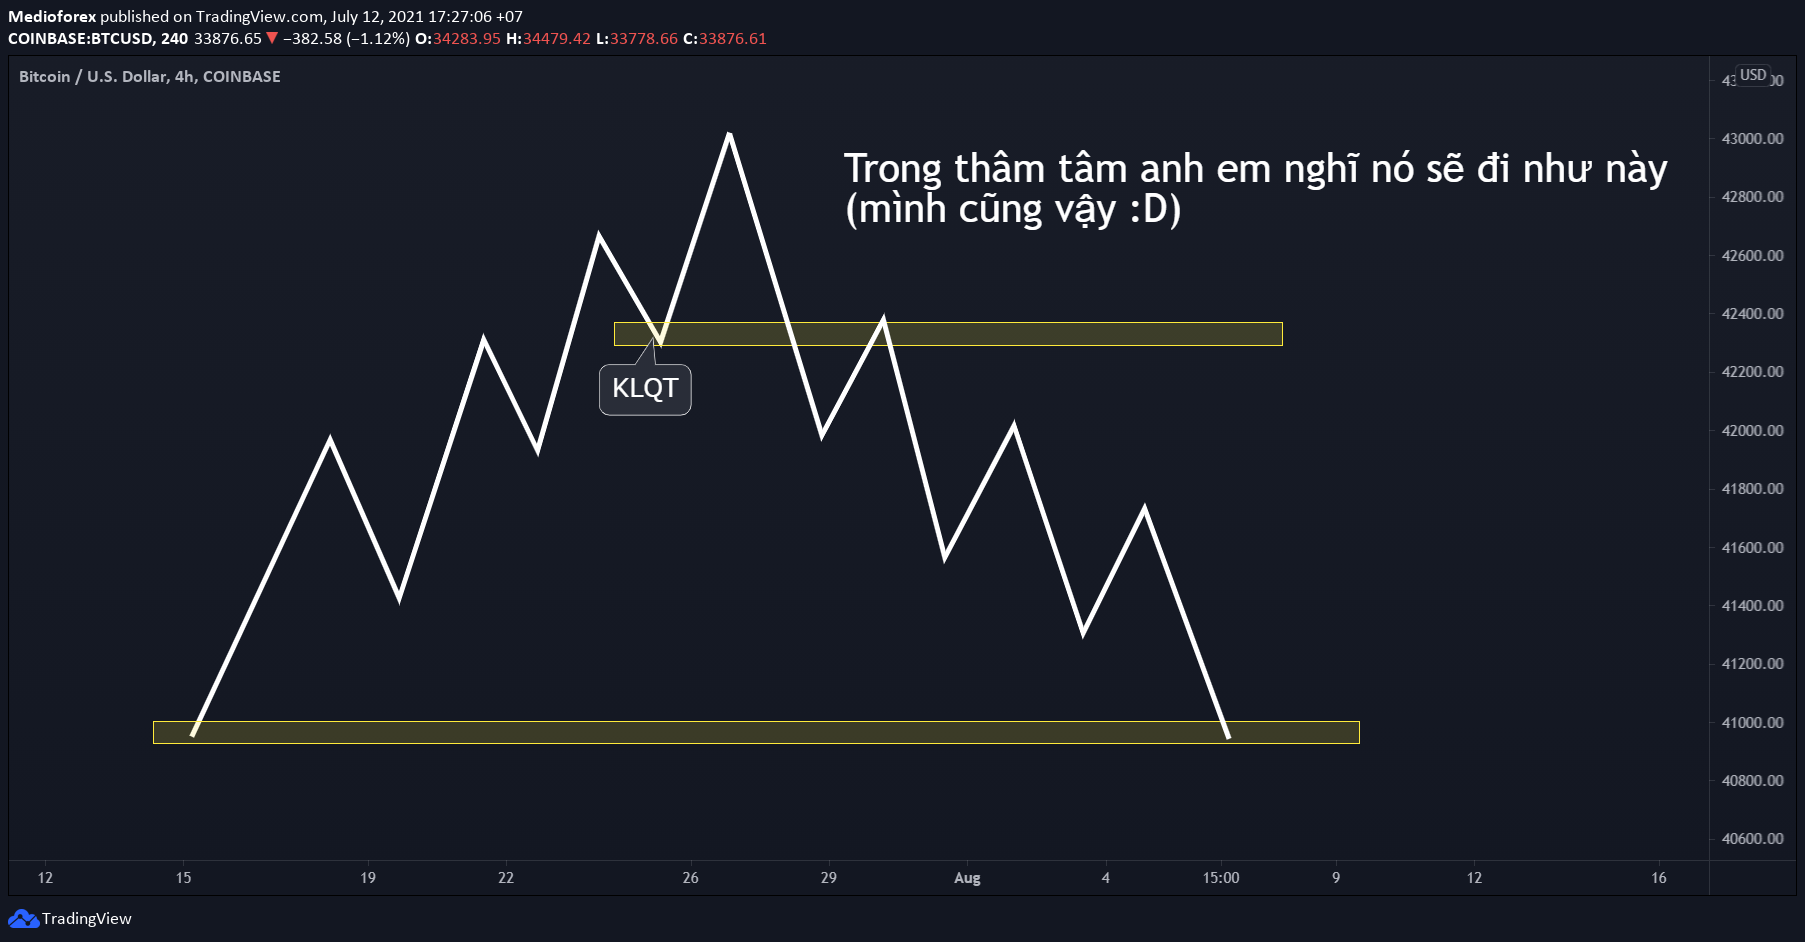 Medioforex published on TradingView.com, July 12, 2021 17:27:06 +07
COINBASE:BTCUSD, 240 33876.65 ▼ −382.58 (−1.12%) O:34283.95 H:34479.42 L:33778.66 C:33876.61
Bitcoin / U.S. Dollar, 4h, COINBASE
USD
43000.00
Trong thâm tâm anh em nghĩ nó sẽ đi như này
(mình cũng vậy :D)
42800.00
42600.00
42400.00
42200.00
KLQT
42000.00
41800.00
41600.00
41400.00
41200.00
41000.00
40800.00
40600.00
12 15 19 22 26 29 Aug 4 15:00 9 12 16
TradingView